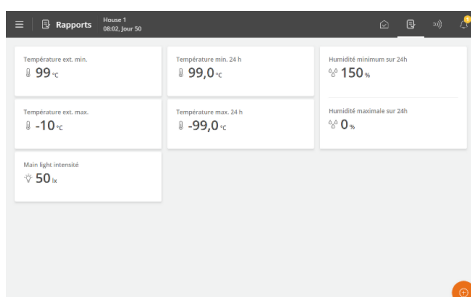 Rapports
House 1
08:02, Jour 50
Température ext. min.
99 °C
Température min. 24 h
99,0 °C
Humidité minimum sur 24h
150 %
Température ext. max.
-10 °C
Température max. 24 h
-99,0 °C
Humidité maximale sur 24h
0 %
Main light intensité
50 lx